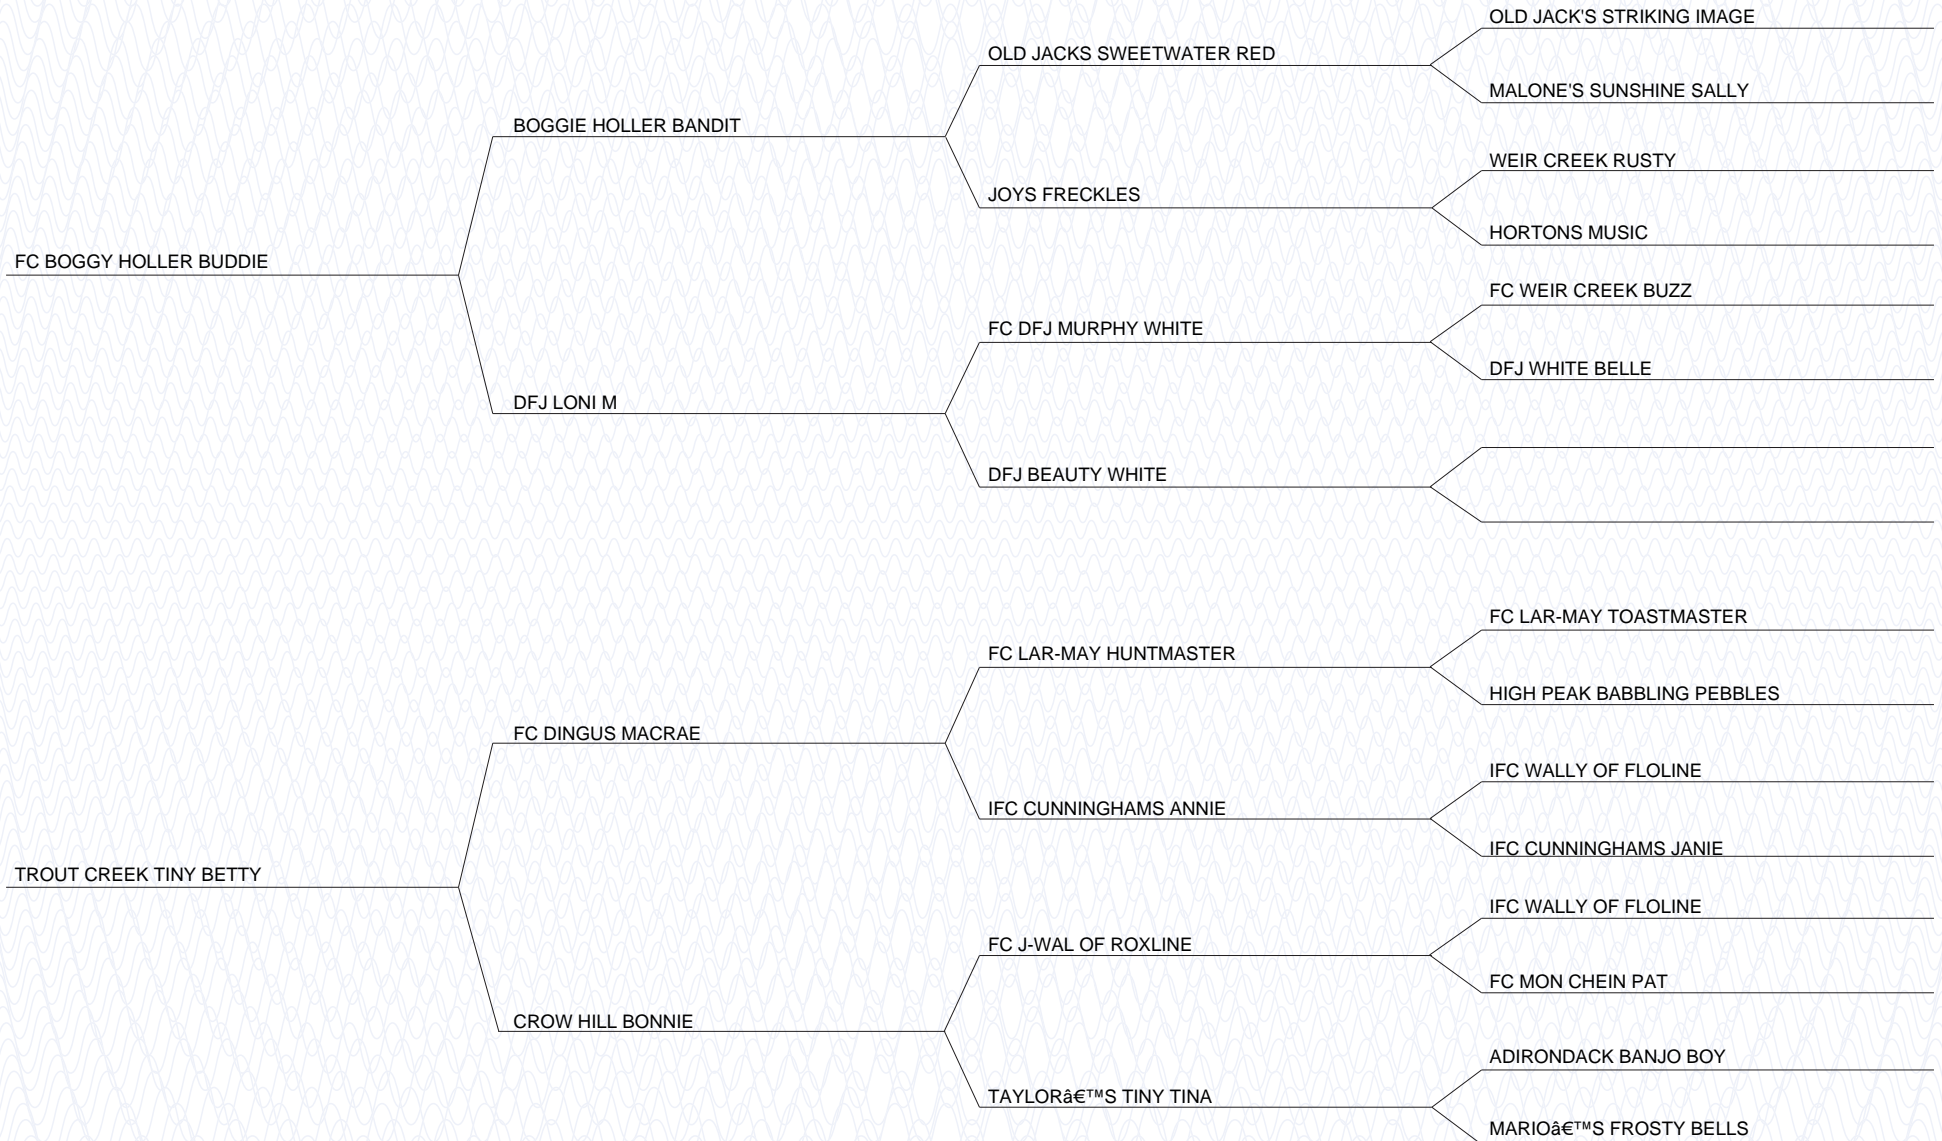 OLD JACK'S STRIKING IMAGE
OLD JACKS SWEETWATER RED
MALONE'S SUNSHINE SALLY
BOGGIE HOLLER BANDIT
WEIR CREEK RUSTY
JOYS FRECKLES
HORTONS MUSIC
FC BOGGY HOLLER BUDDIE
FC WEIR CREEK BUZZ
FC DFJ MURPHY WHITE
DFJ WHITE BELLE
DFJ LONI M
DFJ BEAUTY WHITE
FC LAR-MAY TOASTMASTER
FC LAR-MAY HUNTMASTER
HIGH PEAK BABBLING PEBBLES
FC DINGUS MACRAE
IFC WALLY OF FLOLINE
IFC CUNNINGHAMS ANNIE
IFC CUNNINGHAMS JANIE
TROUT CREEK TINY BETTY
IFC WALLY OF FLOLINE
FC J-WAL OF ROXLINE
FC MON CHEIN PAT
CROW HILL BONNIE
ADIRONDACK BANJO BOY
TAYLOR’S TINY TINA
MARIO’S FROSTY BELLS